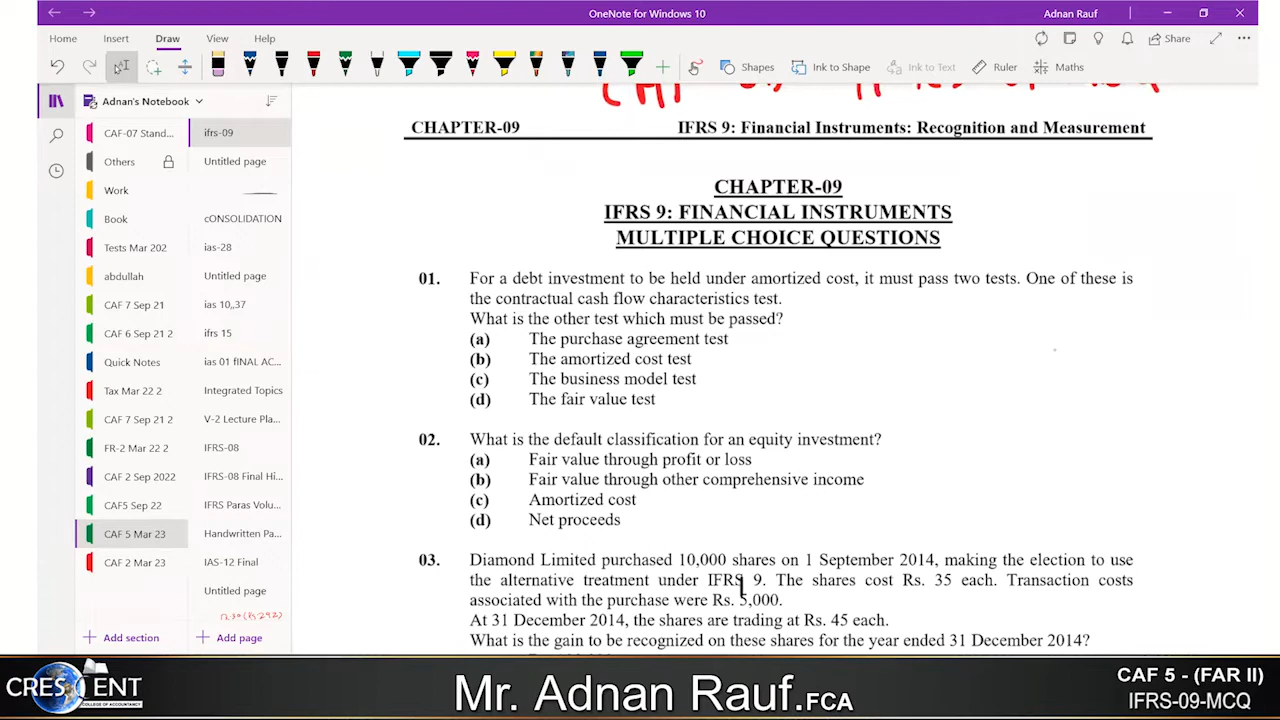 OneNote for Windows 10
Adnan Rauf
Home Insert Draw View Help
Share
Shapes Ink to Shape Ink to Text Ruler Maths
Adnan's Notebook
CAF-07 Stand...
Others
Work
Book
Tests Mar 202
abdullah
CAF 7 Sep 21
CAF 6 Sep 21 2
Quick Notes
Tax Mar 22 2
CAF 7 Sep 21 2
FR-2 Mar 22 2
CAF 2 Sep 2022
CAF5 Sep 22
CAF 5 Mar 23
CAF 2 Mar 23
Add section
ifrs-09
Untitled page
cONSOLIDATION
ias-28
Untitled page
ias 10,,37
ifrs 15
ias 01 fINAL AC...
Integrated Topics
V-2 Lecture Pla...
IFRS-08
IFRS-08 Final Hi...
IFRS Paras Volu...
Handwritten Pa...
IAS-12 Final
Untitled page
Add page
CHAPTER-09 IFRS 9: Financial Instruments: Recognition and Measurement
CHAPTER-09
IFRS 9: FINANCIAL INSTRUMENTS
MULTIPLE CHOICE QUESTIONS
01. For a debt investment to be held under amortized cost, it must pass two tests. One of these is
the contractual cash flow characteristics test.
What is the other test which must be passed?
(a) The purchase agreement test
(b) The amortized cost test
(c) The business model test
(d) The fair value test
02. What is the default classification for an equity investment?
(a) Fair value through profit or loss
(b) Fair value through other comprehensive income
(c) Amortized cost
(d) Net proceeds
03. Diamond Limited purchased 10,000 shares on 1 September 2014, making the election to use
the alternative treatment under IFRS 9. The shares cost Rs. 35 each. Transaction costs
associated with the purchase were Rs. 5,000.
At 31 December 2014, the shares are trading at Rs. 45 each.
What is the gain to be recognized on these shares for the year ended 31 December 2014?
CRESCENT
COLLEGE OF ACCOUNTANCY
Mr. Adnan Rauf.FCA
CAF 5 - (FAR II)
IFRS-09-MCQ